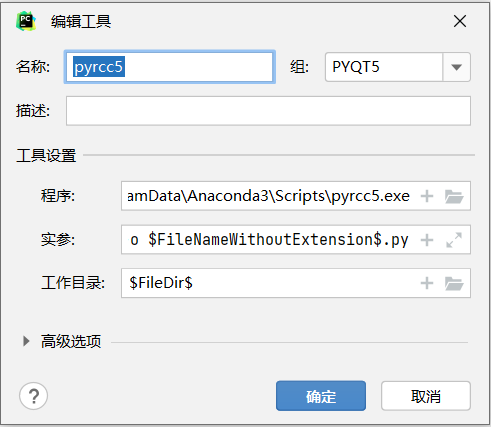 PC
编辑工具
名称: pyrcc5 组: PYQT5
描述:
工具设置
程序: amData\Anaconda3\Scripts\pyrcc5.exe
实参: o $FileNameWithoutExtension$.py
工作目录: $FileDir$
高级选项
? 确定 取消